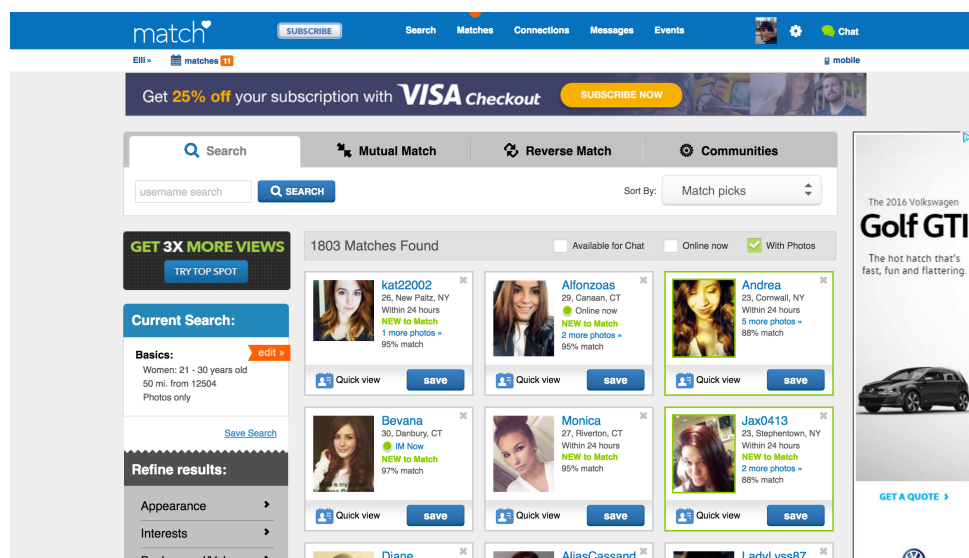 match
SUBSCRIBE
Search Matches Connections Messages Events
Chat
Elli »
matches 11
mobile
Get 25% off your subscription with VISA Checkout
SUBSCRIBE NOW
Search
Mutual Match
Reverse Match
Communities
username search
SEARCH
Sort By:
Match picks
GET 3X MORE VIEWS
TRY TOP SPOT
1803 Matches Found
Available for Chat
Online now
With Photos
Current Search:
Basics:
edit »
Women: 21 - 30 years old
50 mi. from 12504
Photos only
Save Search
Refine results:
Appearance
Interests
kat22002
26, New Paltz, NY
Within 24 hours
NEW to Match
1 more photos »
95% match
Quick view
save
Alfonzoas
29, Canaan, CT
Online now
NEW to Match
2 more photos »
95% match
Quick view
save
Andrea
23, Cornwall, NY
Within 24 hours
5 more photos »
88% match
Quick view
save
Bevana
30, Danbury, CT
IM Now
NEW to Match
97% match
Quick view
save
Monica
27, Riverton, CT
Within 24 hours
NEW to Match
95% match
Quick view
save
Jax0413
23, Stephentown, NY
Within 24 hours
NEW to Match
2 more photos »
88% match
Quick view
save
Diane
AliasCassand
LadyLyss87
The 2016 Volkswagen
Golf GTI
The hot hatch that's
fast, fun and flattering.
GET A QUOTE